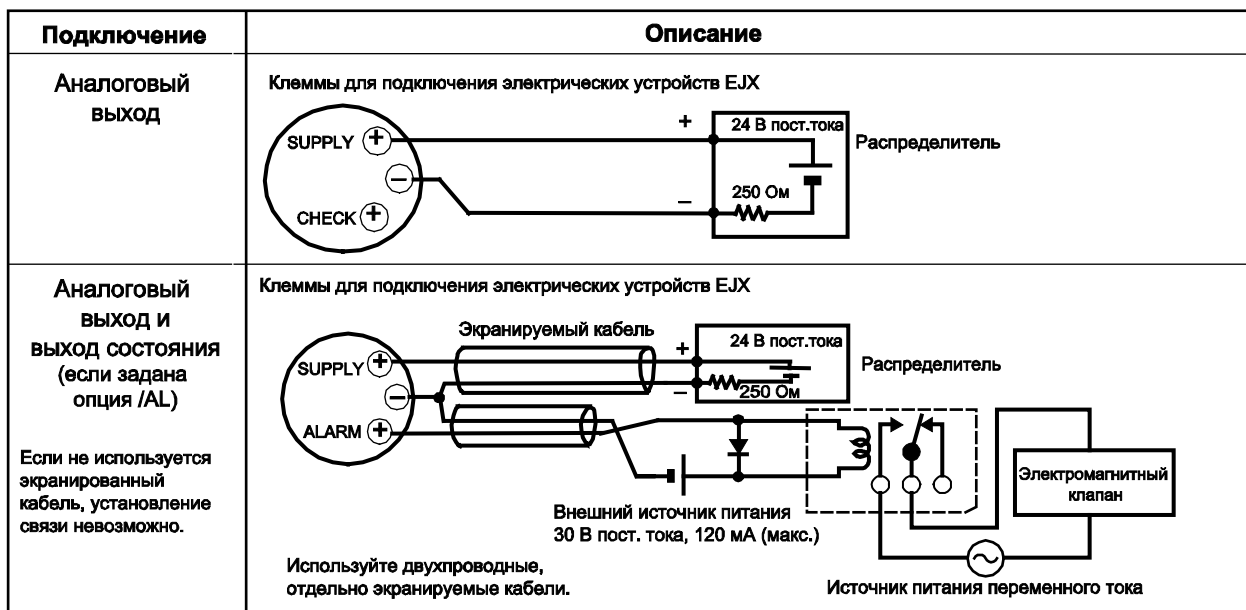 Подключение
Описание
Аналоговый
выход
Клеммы для подключения электрических устройств EJX
SUPPLY +
−
CHECK +
+
−
24 В пост.тока
250 Ом
Распределитель
Аналоговый
выход и
выход состояния
(если задана
опция /AL)
Если не используется
экранированный
кабель, установление
связи невозможно.
Клеммы для подключения электрических устройств EJX
Экранируемый кабель
SUPPLY +
−
ALARM +
+
−
24 В пост.тока
250 Ом
Распределитель
Электромагнитный
клапан
Внешний источник питания
30 В пост. тока, 120 мА (макс.)
Используйте двухпроводные,
отдельно экранируемые кабели.
Источник питания переменного тока